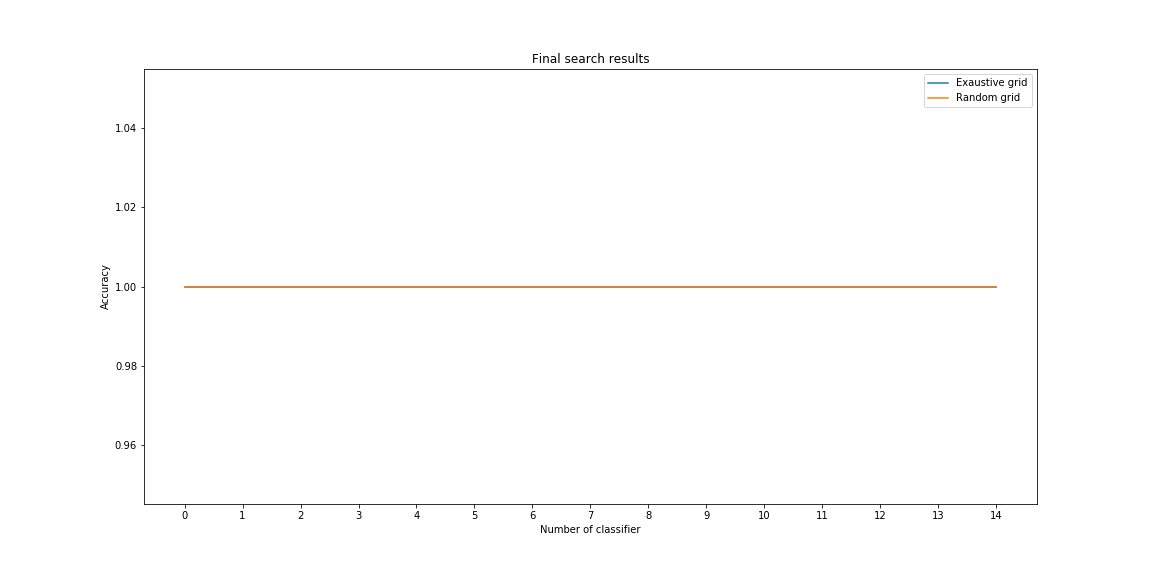 Final search results
Exaustive grid
Random grid
1.04
1.02
1.00
0.98
0.96
Accuracy
0 1 2 3 4 5 6 7 8 9 10 11 12 13 14
Number of classifier